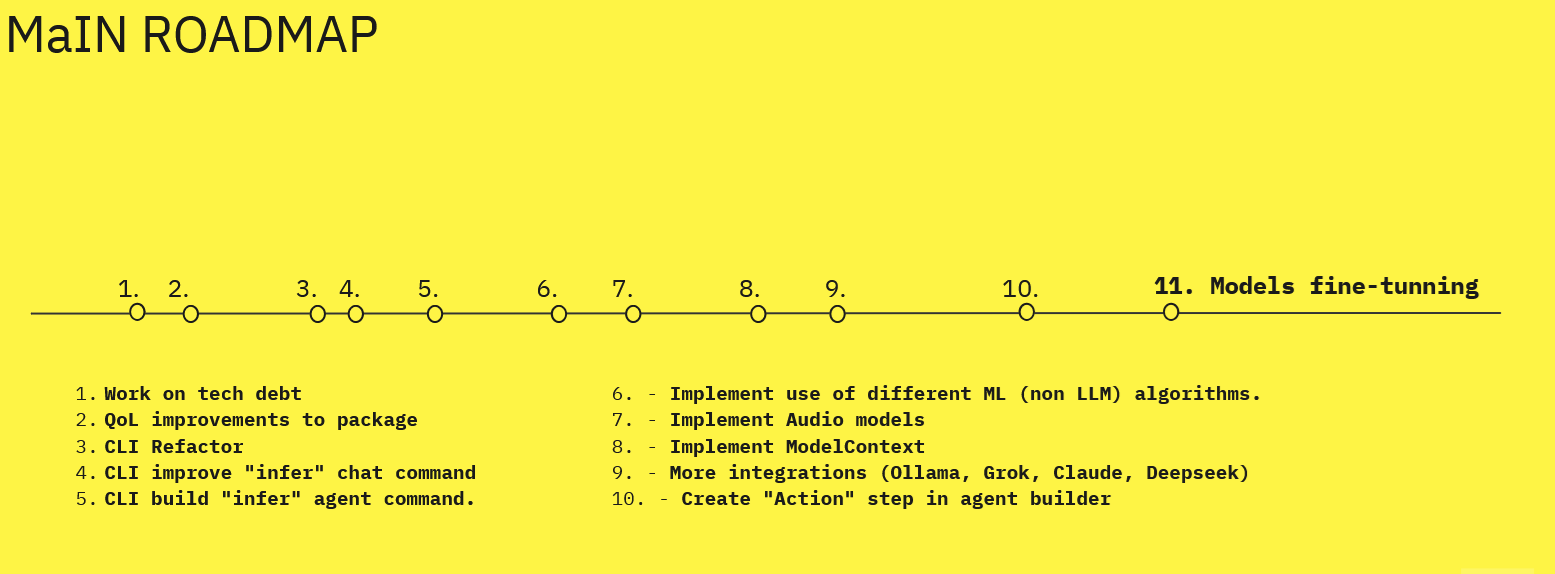 MaIN ROADMAP
1. 2. 3. 4. 5. 6. 7. 8. 9. 10. 11. Models fine-tunning
1. Work on tech debt
2. QoL improvements to package
3. CLI Refactor
4. CLI improve "infer" chat command
5. CLI build "infer" agent command.
6. - Implement use of different ML (non LLM) algorithms.
7. - Implement Audio models
8. - Implement ModelContext
9. - More integrations (Ollama, Grok, Claude, Deepseek)
10. - Create "Action" step in agent builder